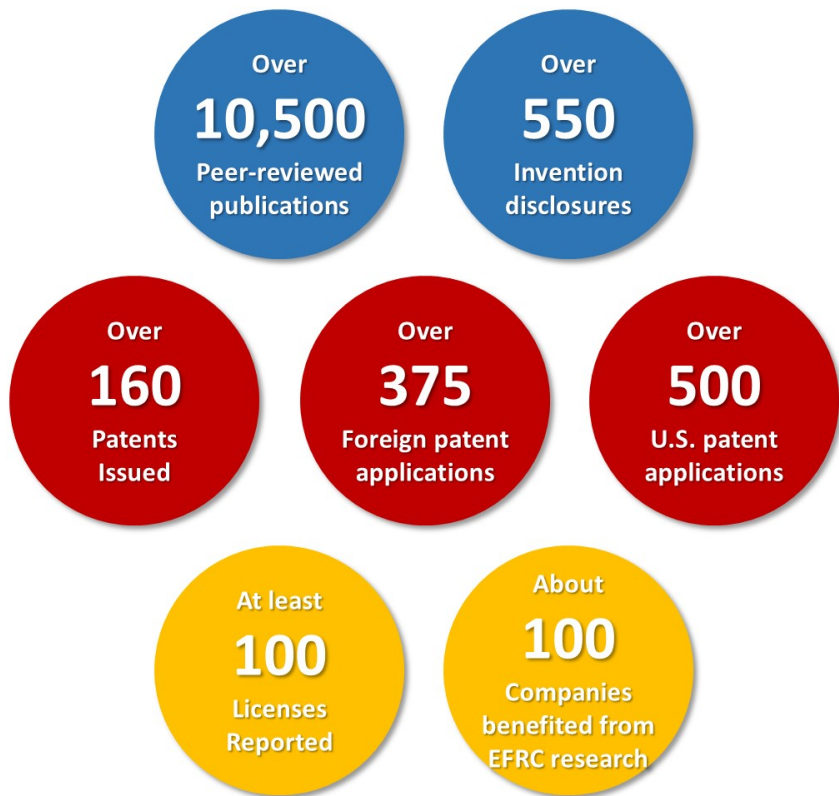 Over
10,500
Peer-reviewed
publications
Over
550
Invention
disclosures
Over
160
Patents
Issued
Over
375
Foreign patent
applications
Over
500
U.S. patent
applications
At least
100
Licenses
Reported
About
100
Companies
benefited from
EFRC research